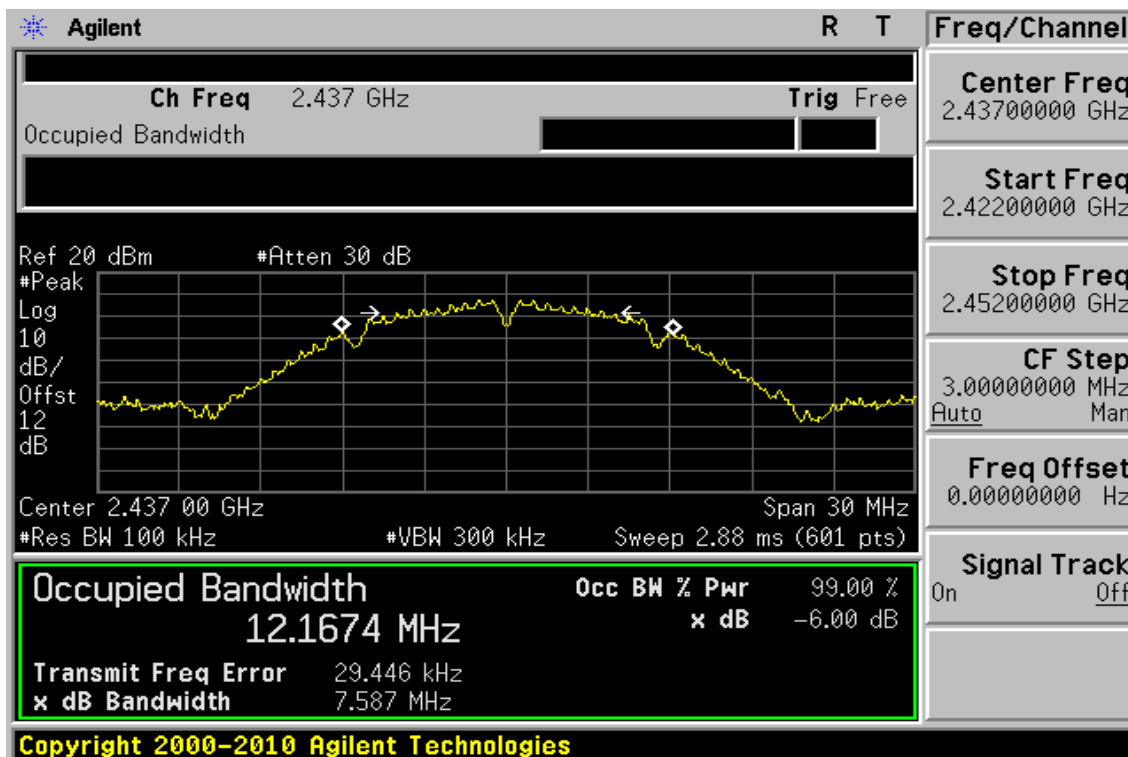 Agilent R T
Ch Freq 2.437 GHz Trig Free
Occupied Bandwidth
Ref 20 dBm #Atten 30 dB
#Peak
Log
10
dB/
Offst
12
dB
Center 2.437 00 GHz Span 30 MHz
#Res BW 100 kHz #VBW 300 kHz Sweep 2.88 ms (601 pts)
Occupied Bandwidth Occ BW % Pwr 99.00 %
12.1674 MHz x dB -6.00 dB
Transmit Freq Error 29.446 kHz
x dB Bandwidth 7.587 MHz
Copyright 2000-2010 Agilent Technologies
Freq/Channel
Center Freq
2.43700000 GHz
Start Freq
2.42200000 GHz
Stop Freq
2.45200000 GHz
CF Step
3.00000000 MHz
Auto Man
Freq Offset
0.00000000 Hz
Signal Track
On Off